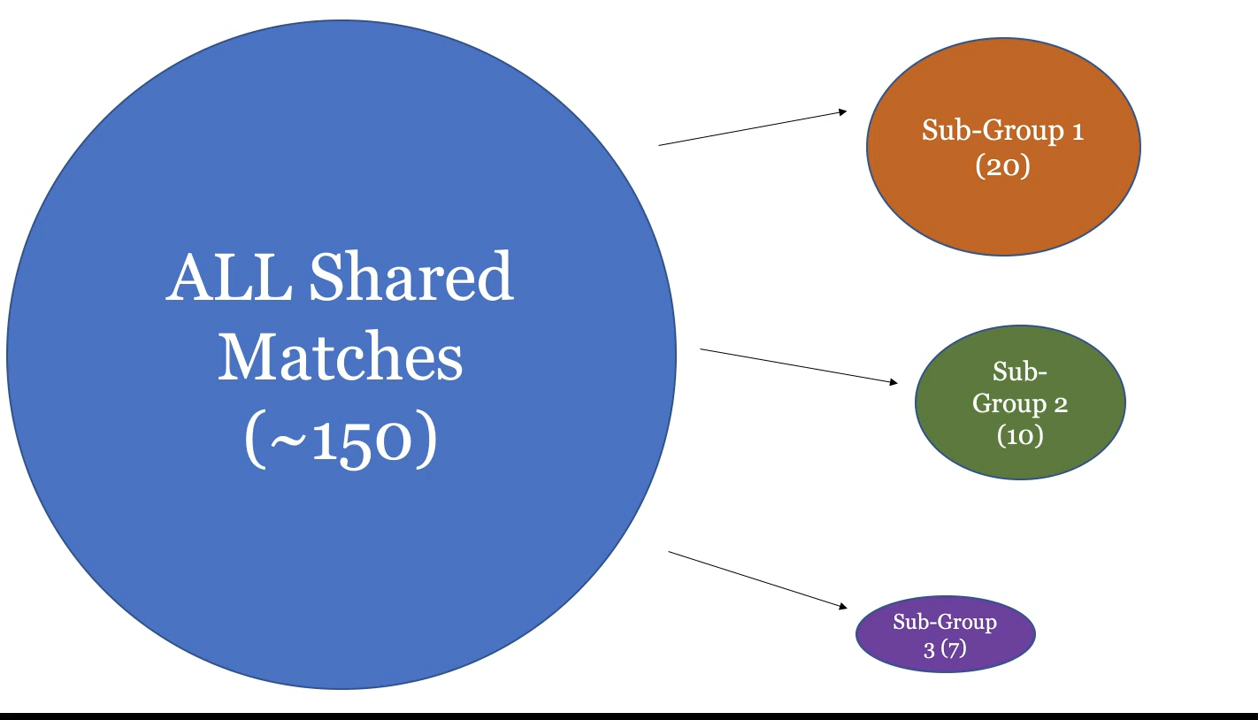 ALL Shared
Matches
(~150)
Sub-Group 1
(20)
Sub-
Group 2
(10)
Sub-Group
3 (7)